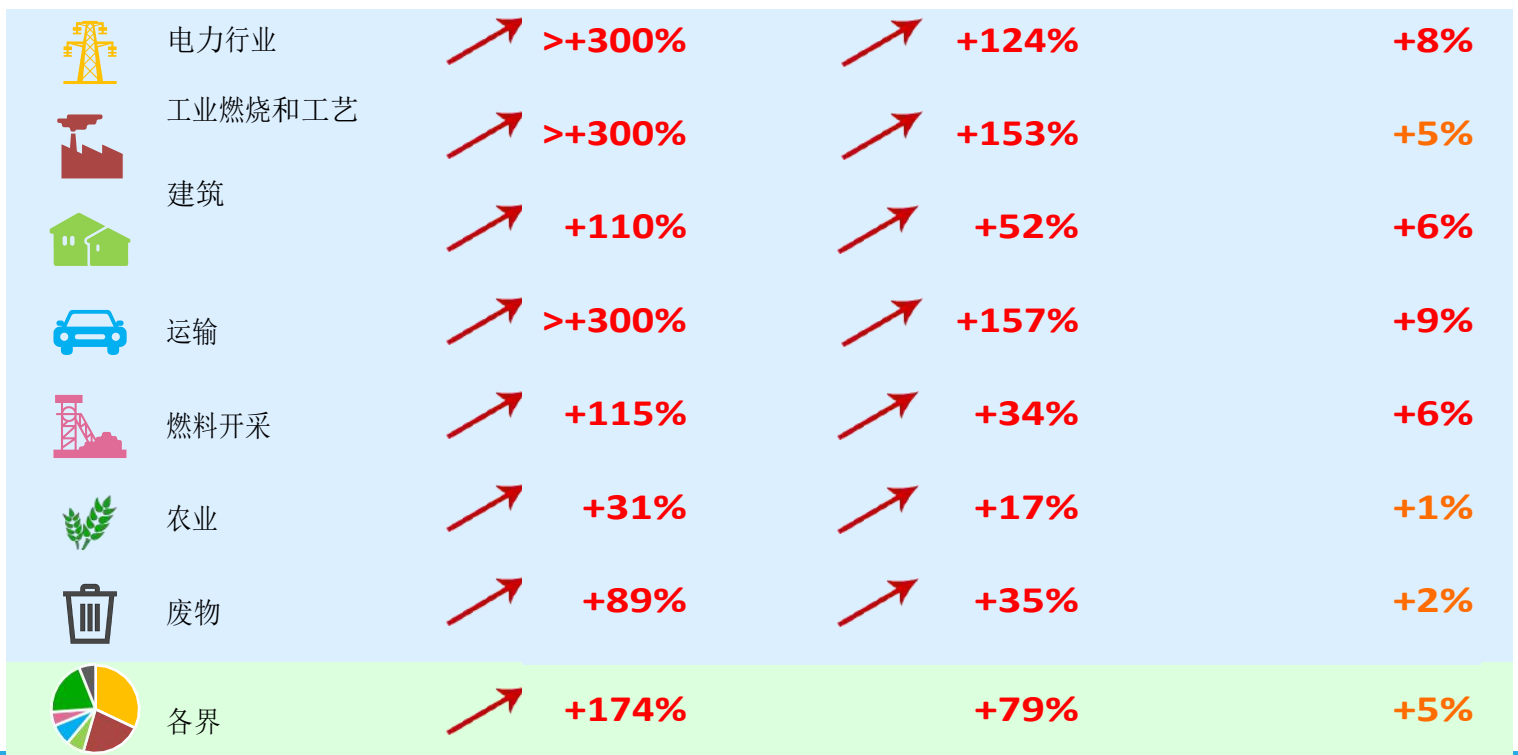 电力行业 >+300% +124% +8%
工业燃烧和工艺 >+300% +153% +5%
建筑 +110% +52% +6%
运输 >+300% +157% +9%
燃料开采 +115% +34% +6%
农业 +31% +17% +1%
废物 +89% +35% +2%
各界 +174% +79% +5%